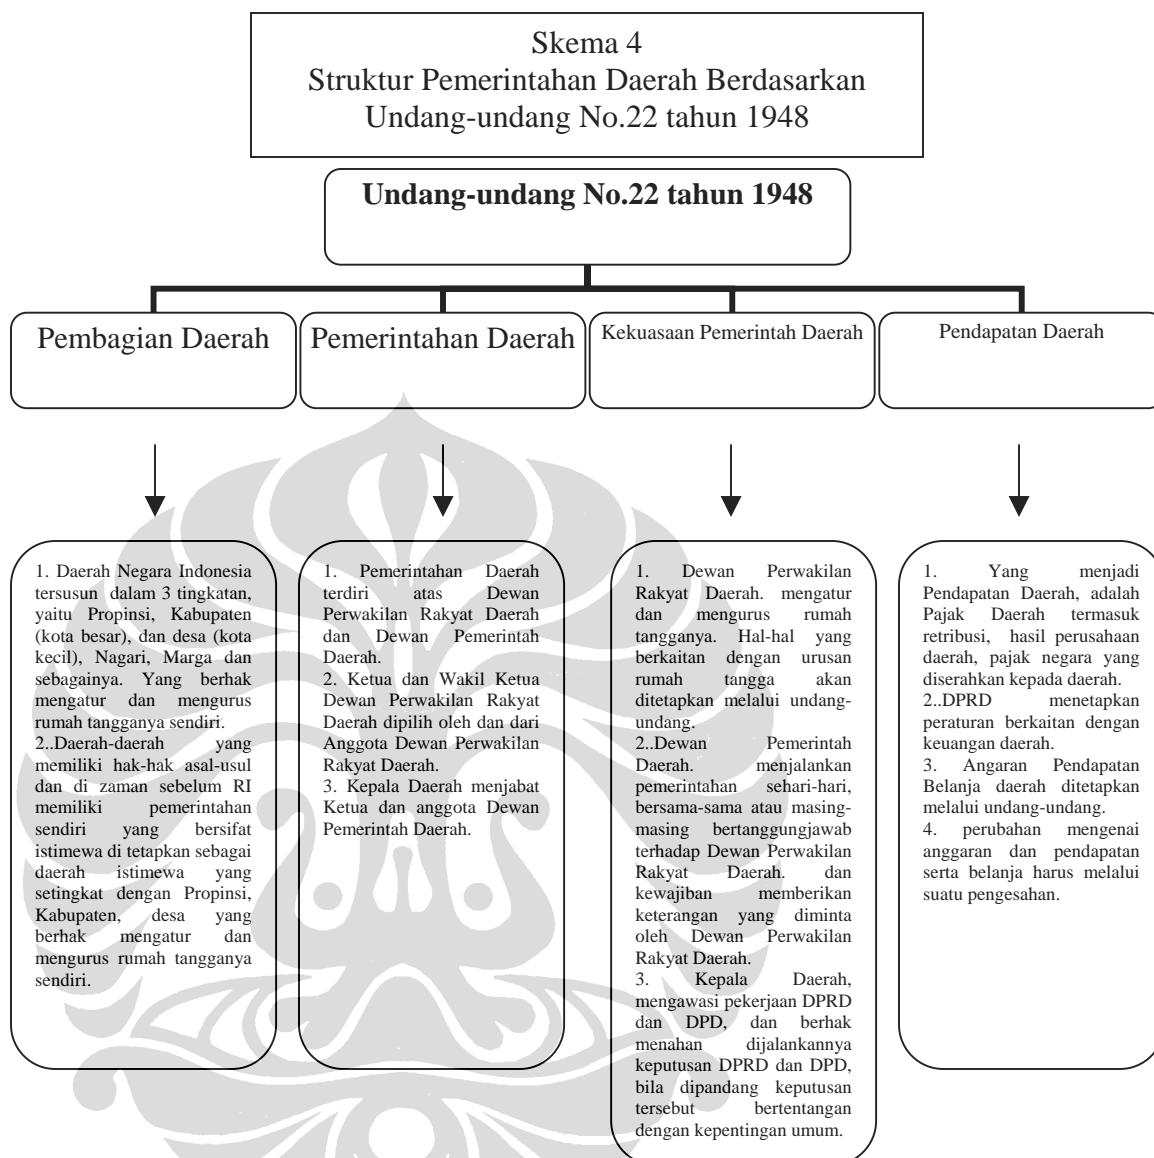 Skema 4
Struktur Pemerintahan Daerah Berdasarkan
Undang-undang No.22 tahun 1948
Undang-undang No.22 tahun 1948
Pembagian Daerah
Pemerintahan Daerah
Kekuasaan Pemerintah Daerah
Pendapatan Daerah
1. Daerah Negara Indonesia
tersusun dalam 3 tingkatan,
yaitu Propinsi, Kabupaten
(kota besar), dan desa (kota
kecil), Nagari, Marga dan
sebagainya. Yang berhak
mengatur dan mengurus
rumah tangganya sendiri.
2..Daerah-daerah yang
memiliki hak-hak asal-usul
dan di zaman sebelum RI
memiliki pemerintahan
sendiri yang bersifat
istimewa di tetapkan sebagai
daerah istimewa yang
setingkat dengan Propinsi,
Kabupaten, desa yang
berhak mengatur dan
mengurus rumah tangganya
sendiri.
1. Pemerintahan Daerah
terdiri atas Dewan
Perwakilan Rakyat Daerah
dan Dewan Pemerintah
Daerah.
2. Ketua dan Wakil Ketua
Dewan Perwakilan Rakyat
Daerah dipilih oleh dan dari
Anggota Dewan Perwakilan
Rakyat Daerah.
3. Kepala Daerah menjabat
Ketua dan anggota Dewan
Pemerintah Daerah.
1. Dewan Perwakilan
Rakyat Daerah. mengatur
dan mengurus rumah
tangganya. Hal-hal yang
berkaitan dengan urusan
rumah tangga akan
ditetapkan melalui undang-
undang.
2..Dewan Pemerintah
Daerah. menjalankan
pemerintahan sehari-hari,
bersama-sama atau masing-
masing bertanggungjawab
terhadap Dewan Perwakilan
Rakyat Daerah. dan
kewajiban memberikan
keterangan yang diminta
oleh Dewan Perwakilan
Rakyat Daerah.
3. Kepala Daerah,
mengawasi pekerjaan DPRD
dan DPD, dan berhak
menahan dijalankannya
keputusan DPRD dan DPD,
bila dipandang keputusan
tersebut bertentangan
dengan kepentingan umum.
1. Yang menjadi
Pendapatan Daerah, adalah
Pajak Daerah termasuk
retribusi, hasil perusahaan
daerah, pajak negara yang
diserahkan kepada daerah.
2..DPRD menetapkan
peraturan berkaitan dengan
keuangan daerah.
3. Angaran Pendapatan
Belanja daerah ditetapkan
melalui undang-undang.
4. perubahan mengenai
anggaran dan pendapatan
serta belanja harus melalui
suatu pengesahan.